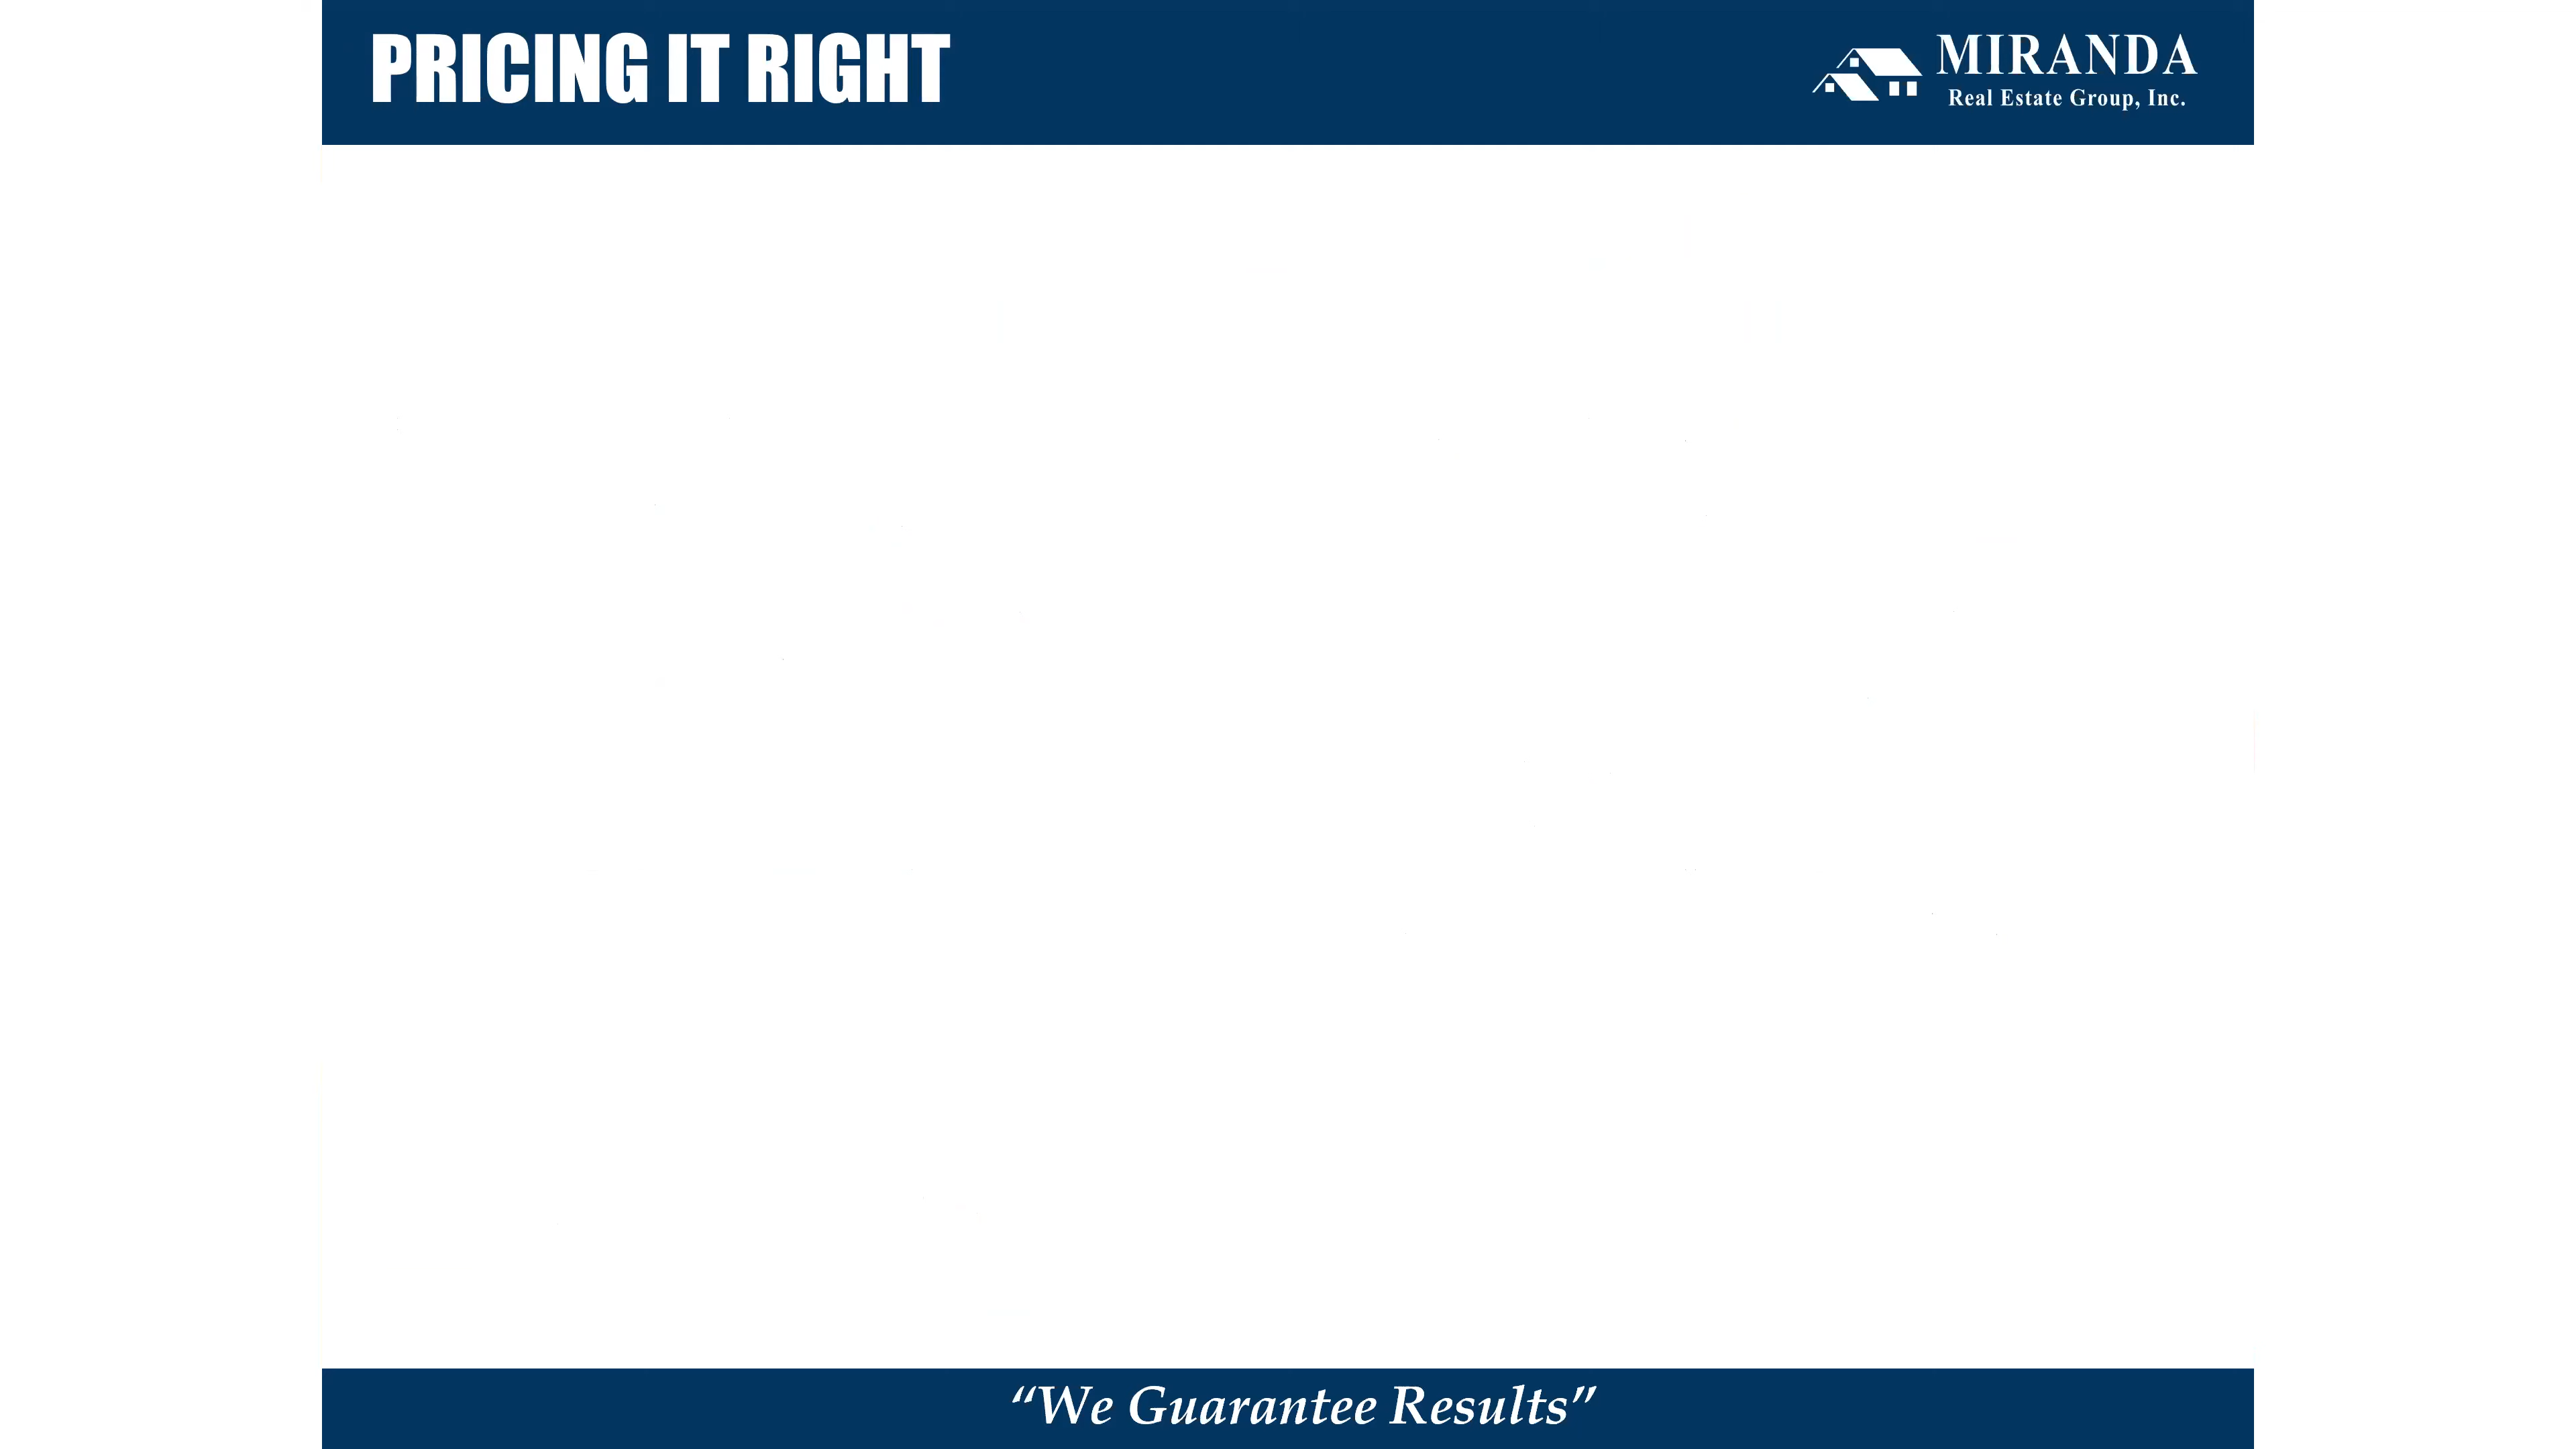 PRICING IT RIGHT
MIRANDA
Real Estate Group, Inc.
“We Guarantee Results”